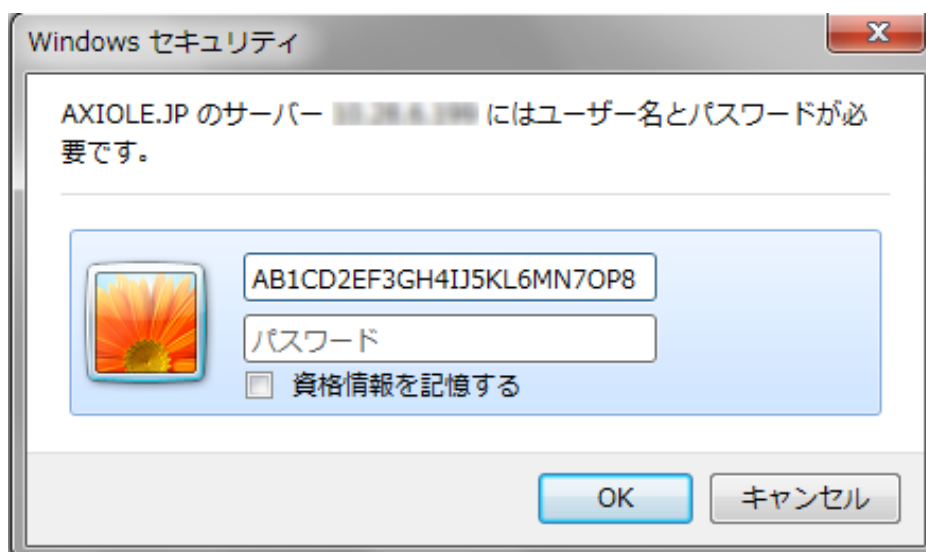 Windows セキュリティ
AXIOLE.JP のサーバー にはユーザー名とパスワードが必
要です。
AB1CD2EF3GH4IJ5KL6MN7OP8
パスワード
資格情報を記憶する
OK キャンセル